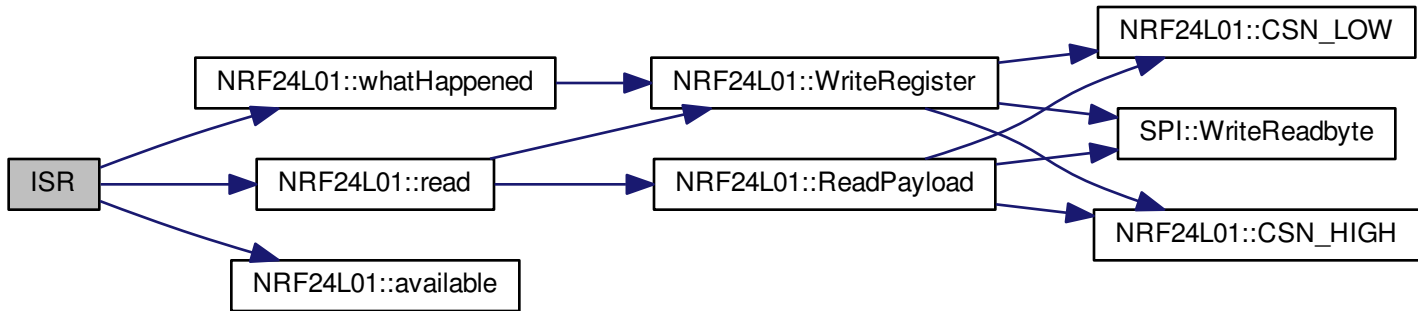 ISR
NRF24L01::whatHappened
NRF24L01::read
NRF24L01::available
NRF24L01::WriteRegister
NRF24L01::ReadPayload
NRF24L01::CSN_LOW
SPI::WriteReadbyte
NRF24L01::CSN_HIGH